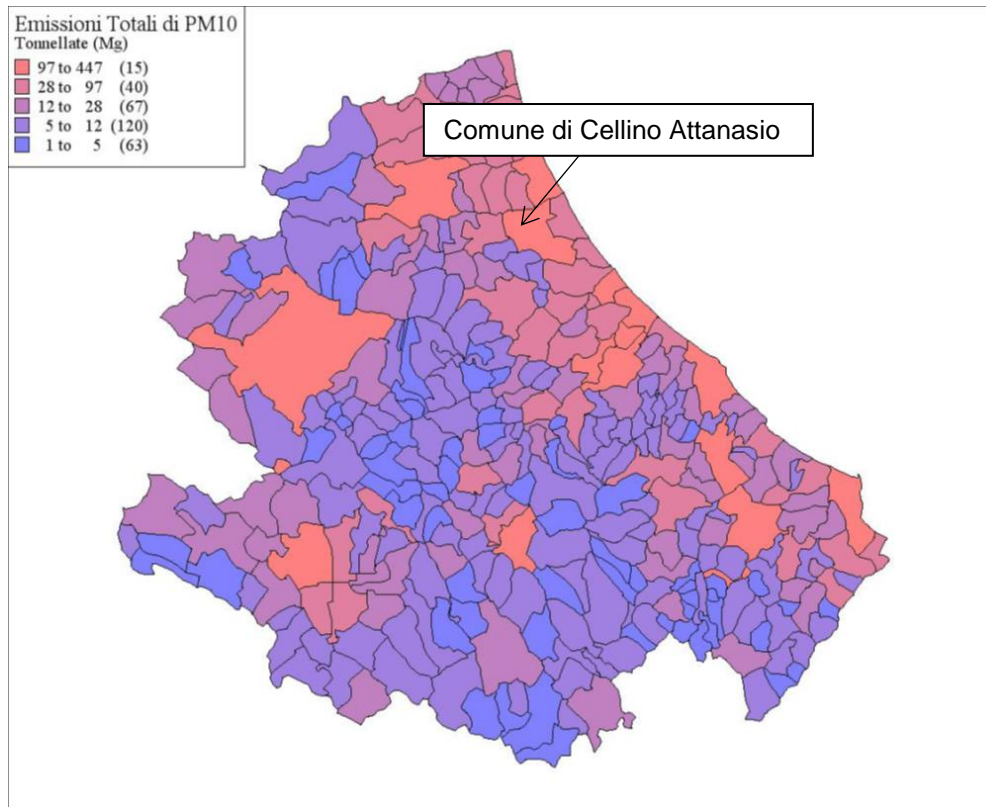 Emissioni Totali di PM10
Tonnellate (Mg)
97 to 447 (15)
28 to 97 (40)
12 to 28 (67)
5 to 12 (120)
1 to 5 (63)
Comune di Cellino Attanasio